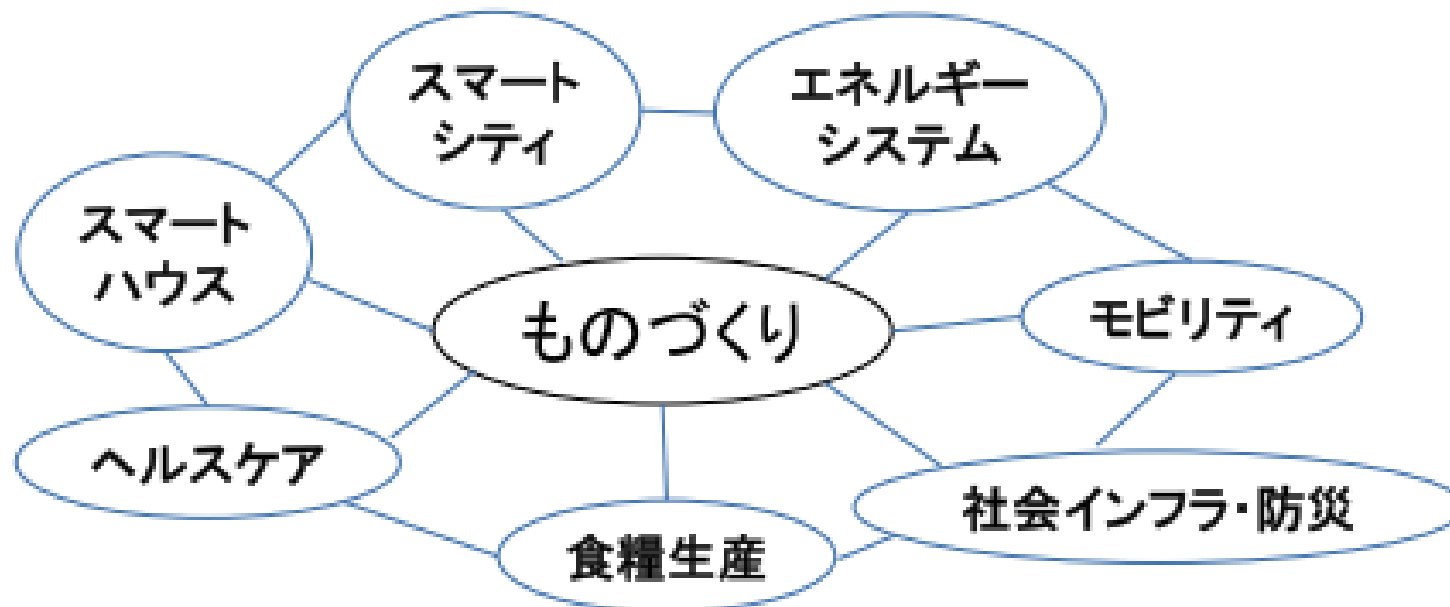 スマート
シティ
エネルギー
システム
スマート
ハウス
ものづくり
モビリティ
ヘルスケア
社会インフラ・防災
食糧生産